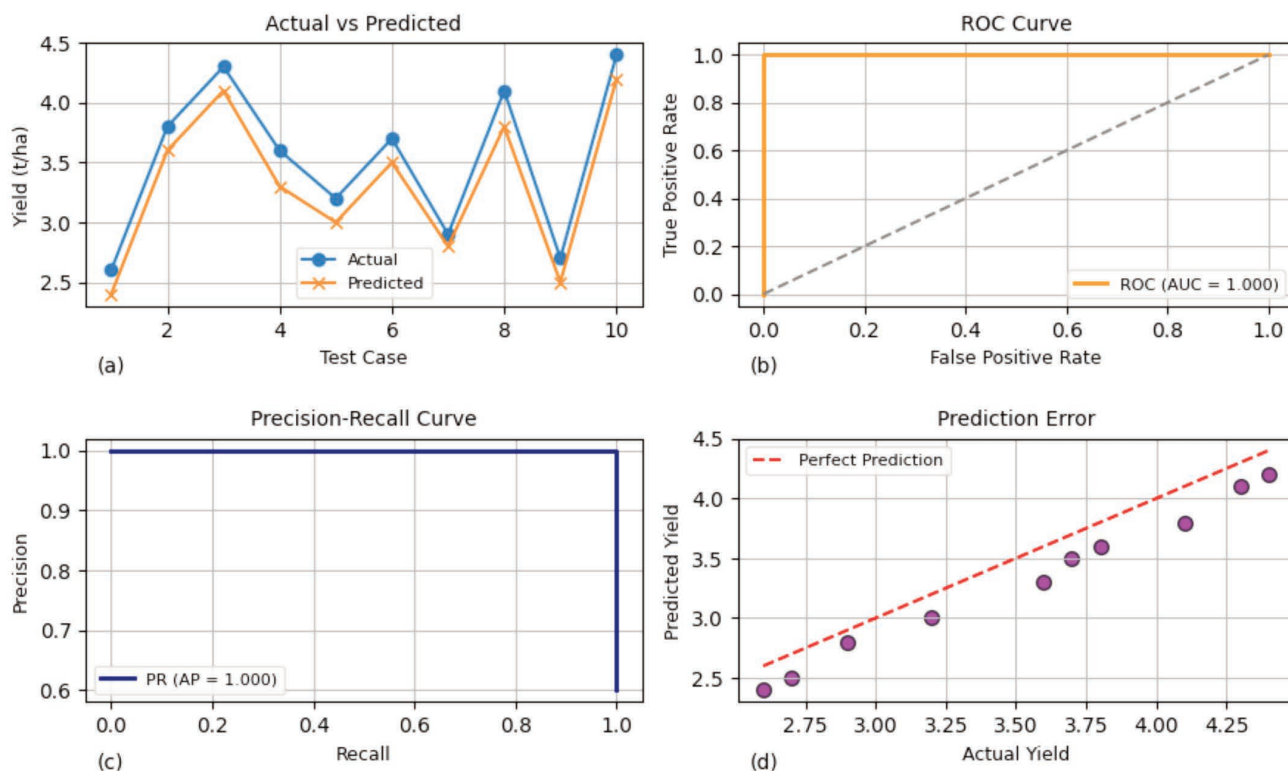 Actual vs Predicted
Yield (t/ha)
4.5
4.0
3.5
3.0
2.5
Actual
Predicted
2 4 6 8 10
Test Case
(a)
ROC Curve
True Positive Rate
1.0
0.8
0.6
0.4
0.2
0.0
ROC (AUC = 1.000)
0.0 0.2 0.4 0.6 0.8 1.0
False Positive Rate
(b)
Precision-Recall Curve
Precision
1.0
0.9
0.8
0.7
0.6
PR (AP = 1.000)
0.0 0.2 0.4 0.6 0.8 1.0
Recall
(c)
Prediction Error
Predicted Yield
4.5
4.0
3.5
3.0
2.5
Perfect Prediction
2.75 3.00 3.25 3.50 3.75 4.00 4.25
Actual Yield
(d)